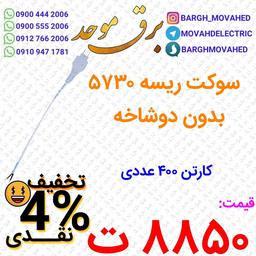 0900 444 2006
0900 555 2006
0912 766 2006
0910 947 1781
برق موحد
BARGH_MOVAHED
MOVAHDELECTRIC
BARGHMOVAHED
سوکت ریسه ۵۷۳۰
بدون دوشاخه
کارتن ۴۰۰ عددی
تخفیف
4%
نقدی
قیمت:
۸۸۵۰ ت